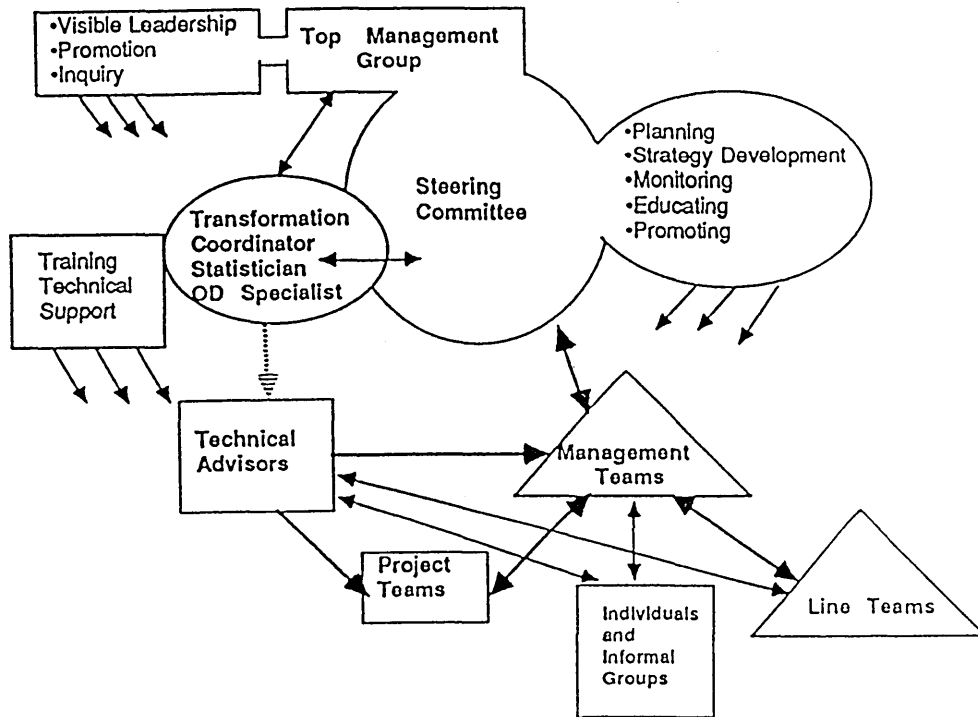 •Visible Leadership
•Promotion
•Inquiry
Top Management
Group
•Planning
•Strategy Development
•Monitoring
•Educating
•Promoting
Steering
Committee
Transformation
Coordinator
Statistician
OD Specialist
Training
Technical
Support
Technical
Advisors
Management
Teams
Project
Teams
Individuals
and
Informal
Groups
Line Teams